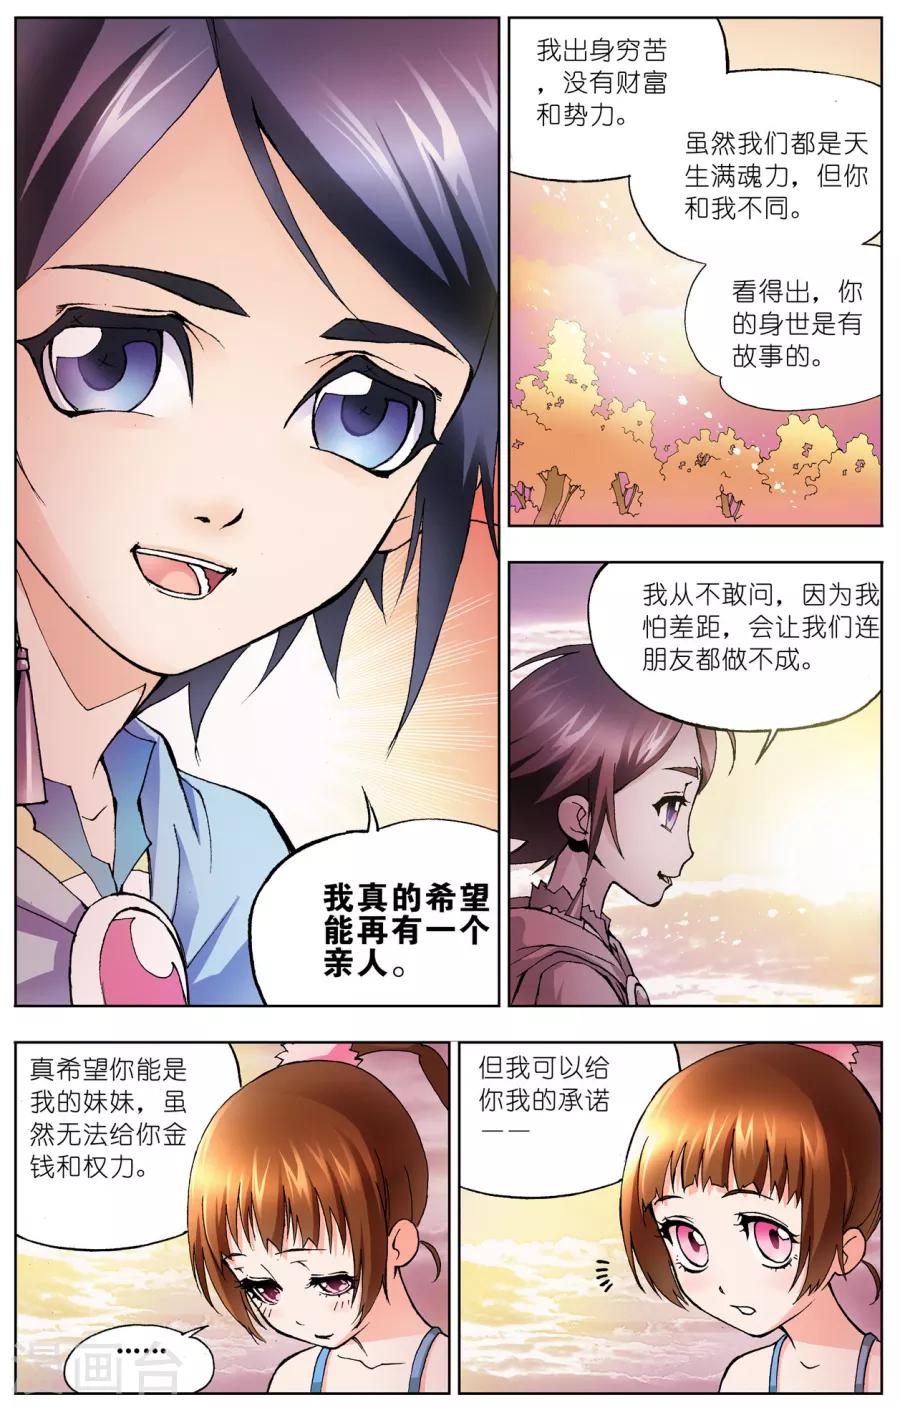 我真的希望
能再有一个
亲人。
我出身穷苦
，没有财富
和势力。
虽然我们都是天
生满魂力，但你
和我不同。
看得出，你
的身世是有
故事的。
我从不敢问，因为我
怕差距，会让我们连
朋友都做不成。
真希望你能是
我的妹妹，虽
然无法给你金
钱和权力。
……
但我可以给
你我的承诺
——
漫画台